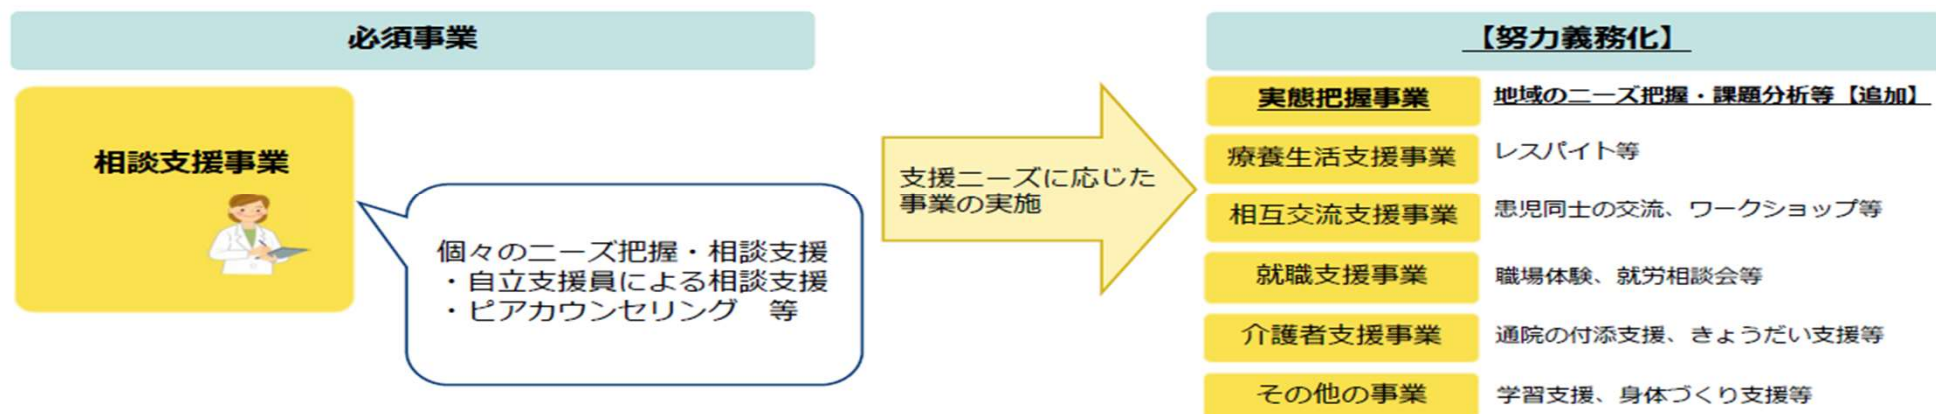 必須事業
相談支援事業
個々のニーズ把握・相談支援
・自立支援員による相談支援
・ピアカウンセリング　等
支援ニーズに応じた
事業の実施
【努力義務化】
実態把握事業 地域のニーズ把握・課題分析等【追加】
療養生活支援事業 レスパイト等
相互交流支援事業 患児同士の交流、ワークショップ等
就職支援事業 職場体験、就労相談会等
介護者支援事業 通院の付添支援、きょうだい支援等
その他の事業 学習支援、身体づくり支援等